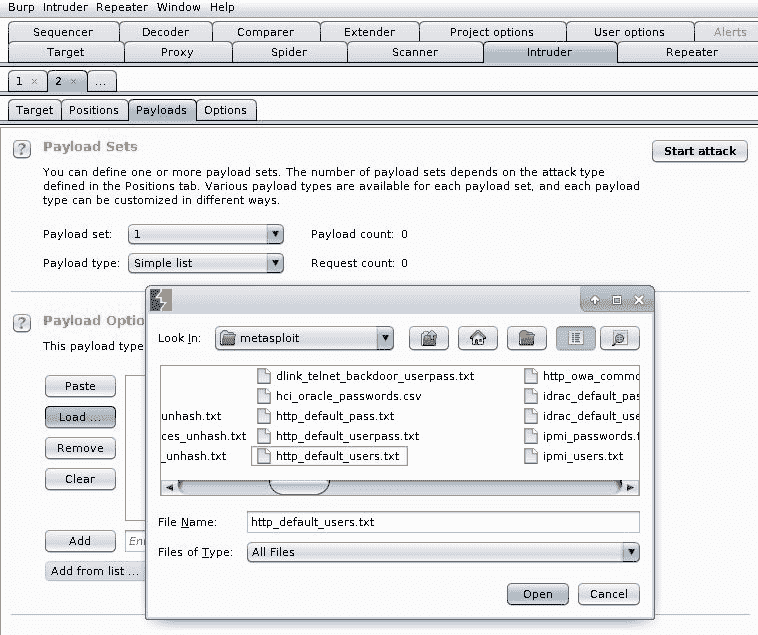 Burp Intruder Repeater Window Help
Sequencer Decoder Comparer Extender Project options User options Alerts
Target Proxy Spider Scanner Intruder Repeater
1 × 2 × ...
Target Positions Payloads Options
? Payload Sets
Start attack
You can define one or more payload sets. The number of payload sets depends on the attack type
defined in the Positions tab. Various payload types are available for each payload set, and each payload
type can be customized in different ways.
Payload set: 1 Payload count: 0
Payload type: Simple list Request count: 0
? Payload Optio
This payload type
Paste
Load ...
Remove
Clear
Add
En
Add from list ...
Look In: metasploit
dlink_telnet_backdoor_userpass.txt http_owa_commo
hci_oracle_passwords.csv idrac_default_pas
unhash.txt http_default_pass.txt idrac_default_use
ces_unhash.txt http_default_userpass.txt ipmi_passwords.t
_unhash.txt http_default_users.txt ipmi_users.txt
File Name: http_default_users.txt
Files of Type: All Files
Open Cancel